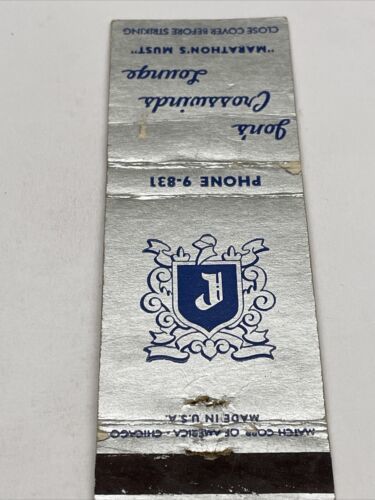 MATCH CORP. OF AMERICA - CHICAGO
MADE IN U.S.A.
J
PHONE 9-831
Jon's
Crosswinds
Lounge
"MARATHON'S MUST"
CLOSE COVER BEFORE STRIKING